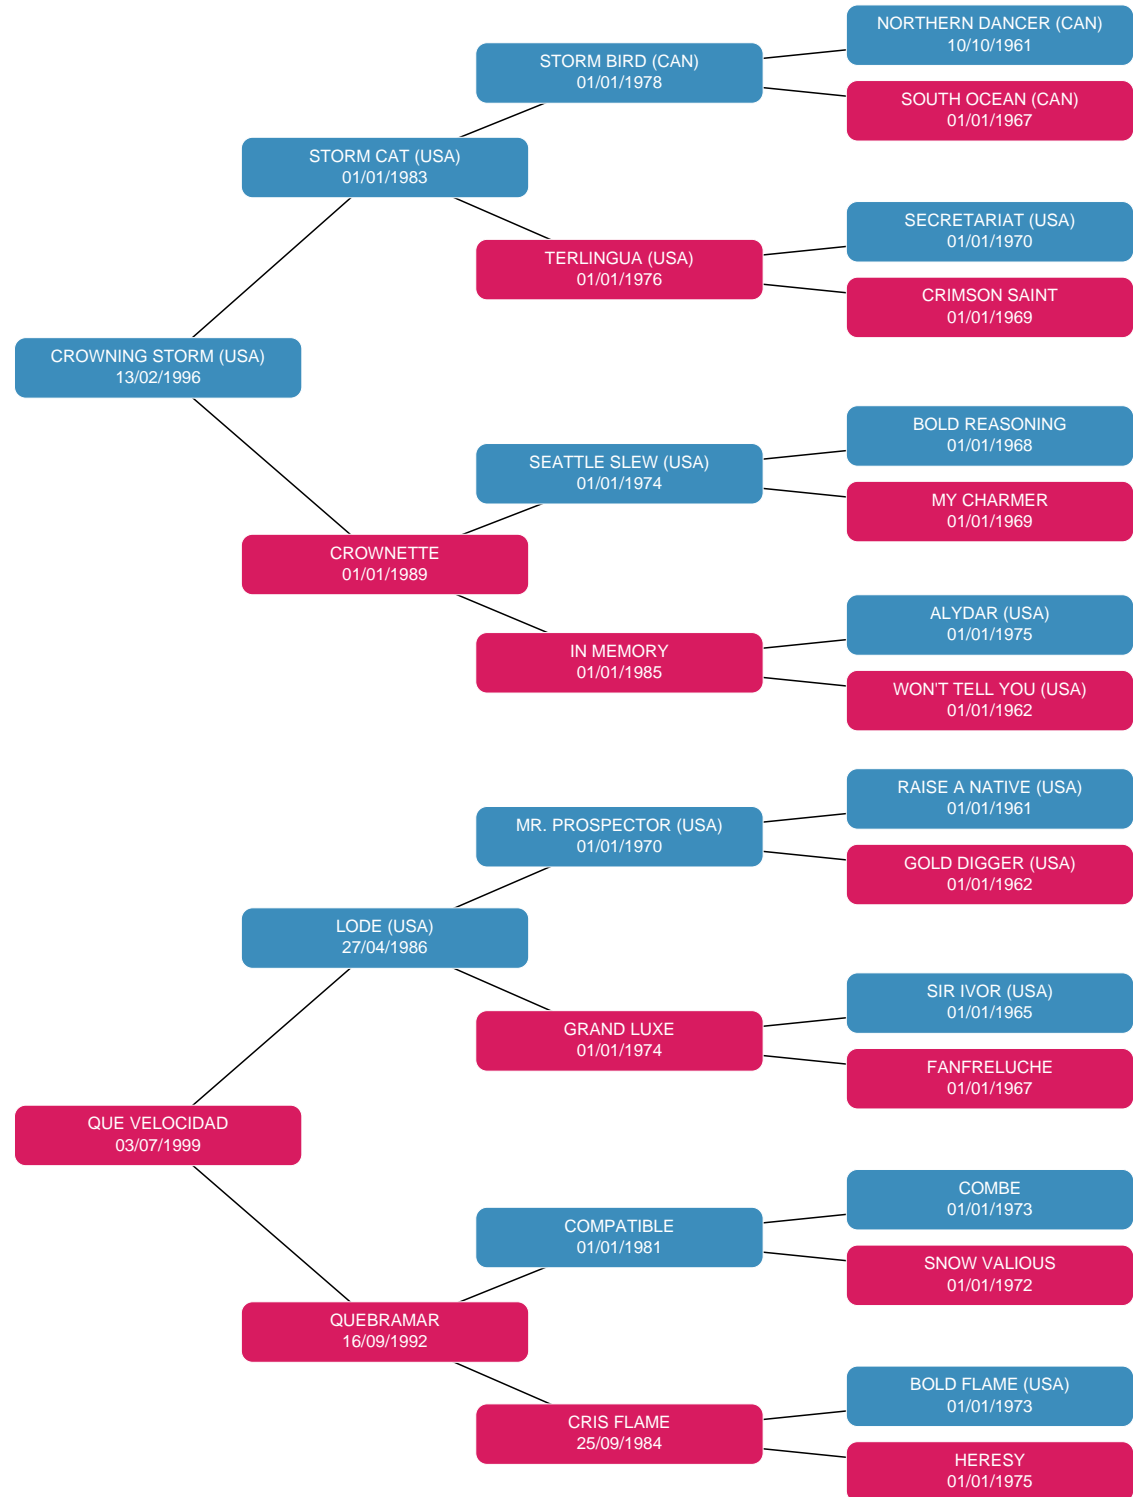 NORTHERN DANCER (CAN)
10/10/1961
STORM BIRD (CAN)
01/01/1978
SOUTH OCEAN (CAN)
01/01/1967
STORM CAT (USA)
01/01/1983
SECRETARIAT (USA)
01/01/1970
TERLINGUA (USA)
01/01/1976
CRIMSON SAINT
01/01/1969
CROWNING STORM (USA)
13/02/1996
BOLD REASONING
01/01/1968
SEATTLE SLEW (USA)
01/01/1974
MY CHARMER
01/01/1969
CROWNETTE
01/01/1989
ALYDAR (USA)
01/01/1975
IN MEMORY
01/01/1985
WON'T TELL YOU (USA)
01/01/1962
RAISE A NATIVE (USA)
01/01/1961
MR. PROSPECTOR (USA)
01/01/1970
GOLD DIGGER (USA)
01/01/1962
LODE (USA)
27/04/1986
SIR IVOR (USA)
01/01/1965
GRAND LUXE
01/01/1974
FANFRELUCHE
01/01/1967
QUE VELOCIDAD
03/07/1999
COMBE
01/01/1973
COMPATIBLE
01/01/1981
SNOW VALIOUS
01/01/1972
QUEBRAMAR
16/09/1992
BOLD FLAME (USA)
01/01/1973
CRIS FLAME
25/09/1984
HERESY
01/01/1975